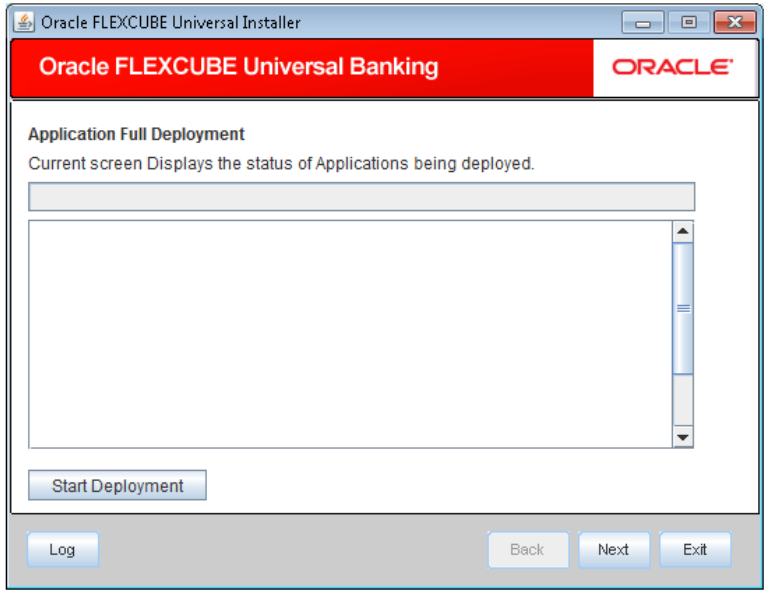 Oracle FLEXCUBE Universal Installer
Oracle FLEXCUBE Universal Banking
ORACLE
Application Full Deployment
Current screen Displays the status of Applications being deployed.
Start Deployment
Log
Back
Next
Exit